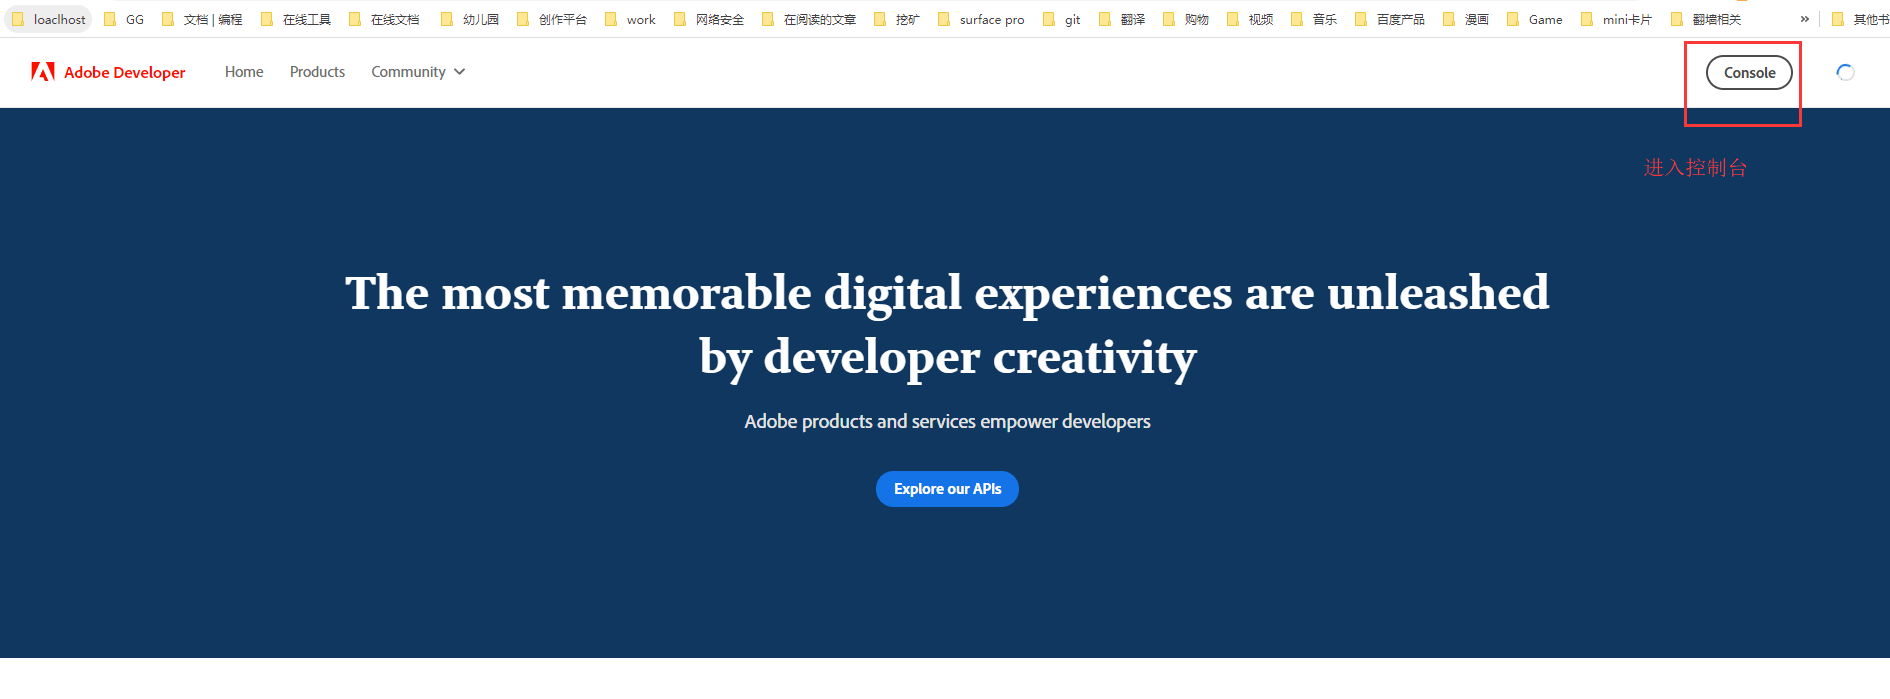 loaclhost GG 文档 | 编程 在线工具 在线文档 幼儿园 创作平台 work 网络安全 在阅读的文章 挖矿 surface pro git 翻译 购物 视频 音乐 百度产品 漫画 Game mini卡片 翻墙相关 » 其他书
Adobe Developer Home Products Community Console
进入控制台
The most memorable digital experiences are unleashed
by developer creativity
Adobe products and services empower developers
Explore our APIs